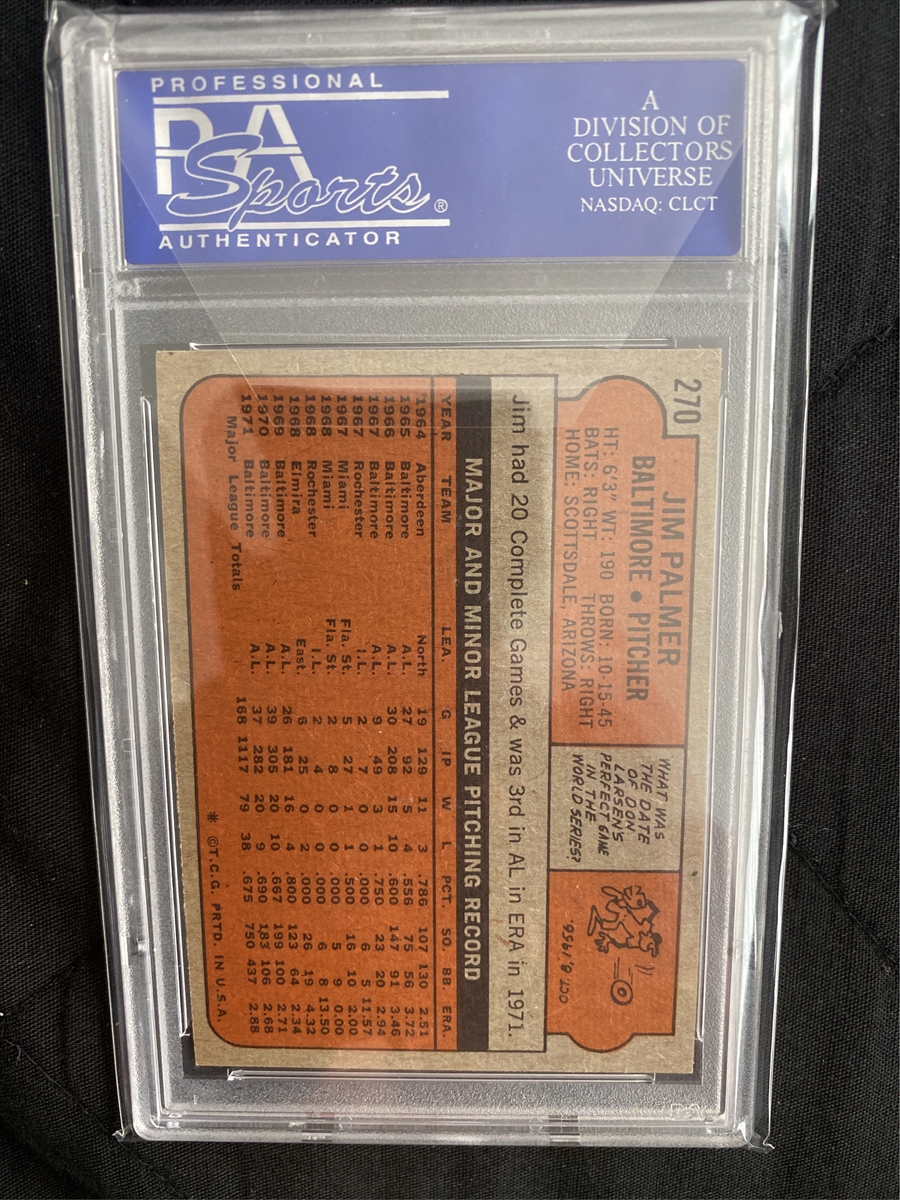 PROFESSIONAL
PSA
Sports®
AUTHENTICATOR
A
DIVISION OF
COLLECTORS
UNIVERSE
NASDAQ: CLCT
270
JIM PALMER
BALTIMORE • PITCHER
HT: 6'3" WT: 190 BORN: 10-15-45
BATS: RIGHT THROWS: RIGHT
HOME: SCOTTSDALE, ARIZONA
WHAT WAS
THE DATE
OF DON
LARSEN'S
PERFECT GAME
IN THE
WORLD SERIES?
OCT. 8, 1956.
Jim had 20 Complete Games & was 3rd in AL in ERA in 1971.
MAJOR AND MINOR LEAGUE PITCHING RECORD
YEAR TEAM LEA. G IP W L PCT. SO. BB. ERA.
1964 Aberdeen North 19 129 11 3 .786 107 130 2.51
1965 Baltimore A.L. 27 92 5 4 .556 75 56 3.72
1966 Baltimore A.L. 30 208 15 10 .600 147 91 3.46
1967 Baltimore A.L. 9 49 3 1 .750 23 20 2.94
1967 Rochester I.L. 2 7 0 0 .000 6 5 11.57
1967 Miami Fla. St. 5 27 1 1 .500 16 10 2.00
1968 Miami Fla. St. 2 8 0 0 .000 5 9 0.00
1968 Rochester I.L. 2 4 0 0 .000 6 8 13.50
1968 Elmira East. 6 25 0 2 .000 26 19 4.32
1969 Baltimore A.L. 26 181 16 4 .800 123 64 2.34
1970 Baltimore A.L. 39 305 20 10 .667 199 100 2.71
1971 Baltimore A.L. 37 282 20 9 .690 183 106 2.68
Major League Totals 168 1117 79 38 .675 750 437 2.88
* ©T.C.G. PRTD. IN U.S.A.